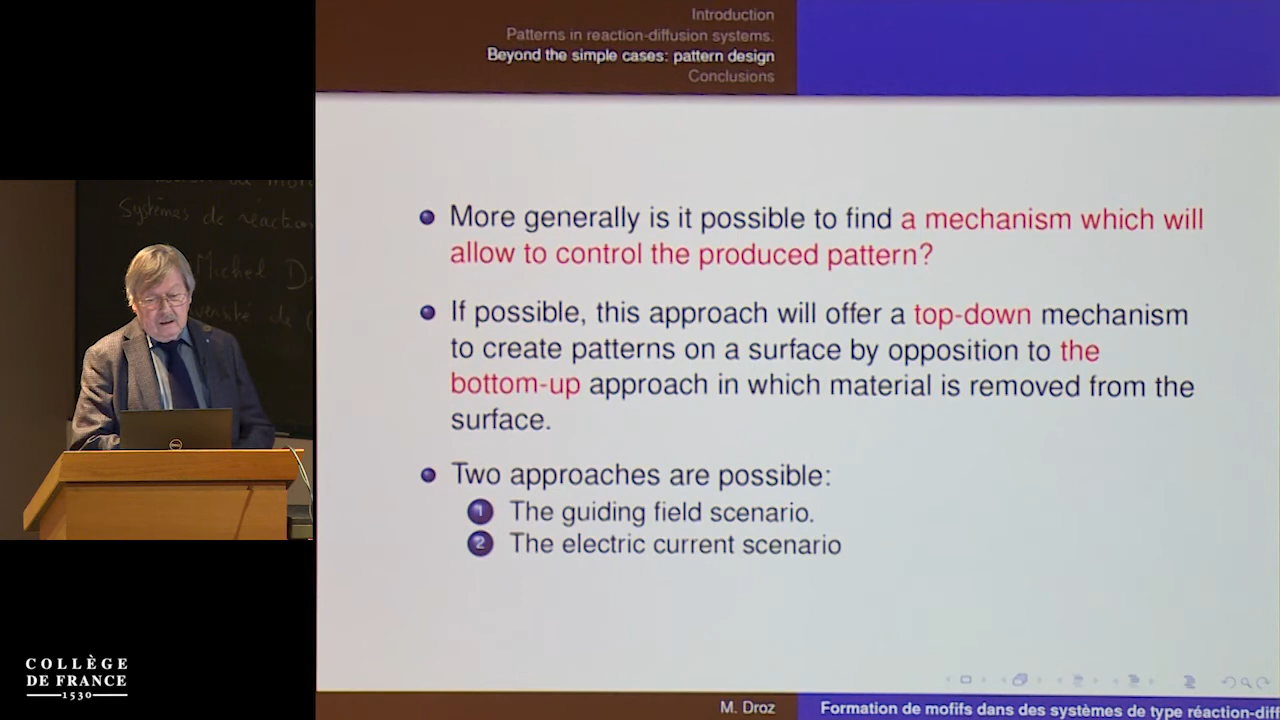 Introduction
Patterns in reaction-diffusion systems.
Beyond the simple cases: pattern design
Conclusions
More generally is it possible to find a mechanism which will
allow to control the produced pattern?
If possible, this approach will offer a top-down mechanism
to create patterns on a surface by opposition to the
bottom-up approach in which material is removed from the
surface.
Two approaches are possible:
1 The guiding field scenario.
2 The electric current scenario
M. Droz
Formation de mofifs dans des systèmes de type réaction-diff
Systèmes de réaction
Michel D
de
DELL
COLLÈGE
DE FRANCE
1530